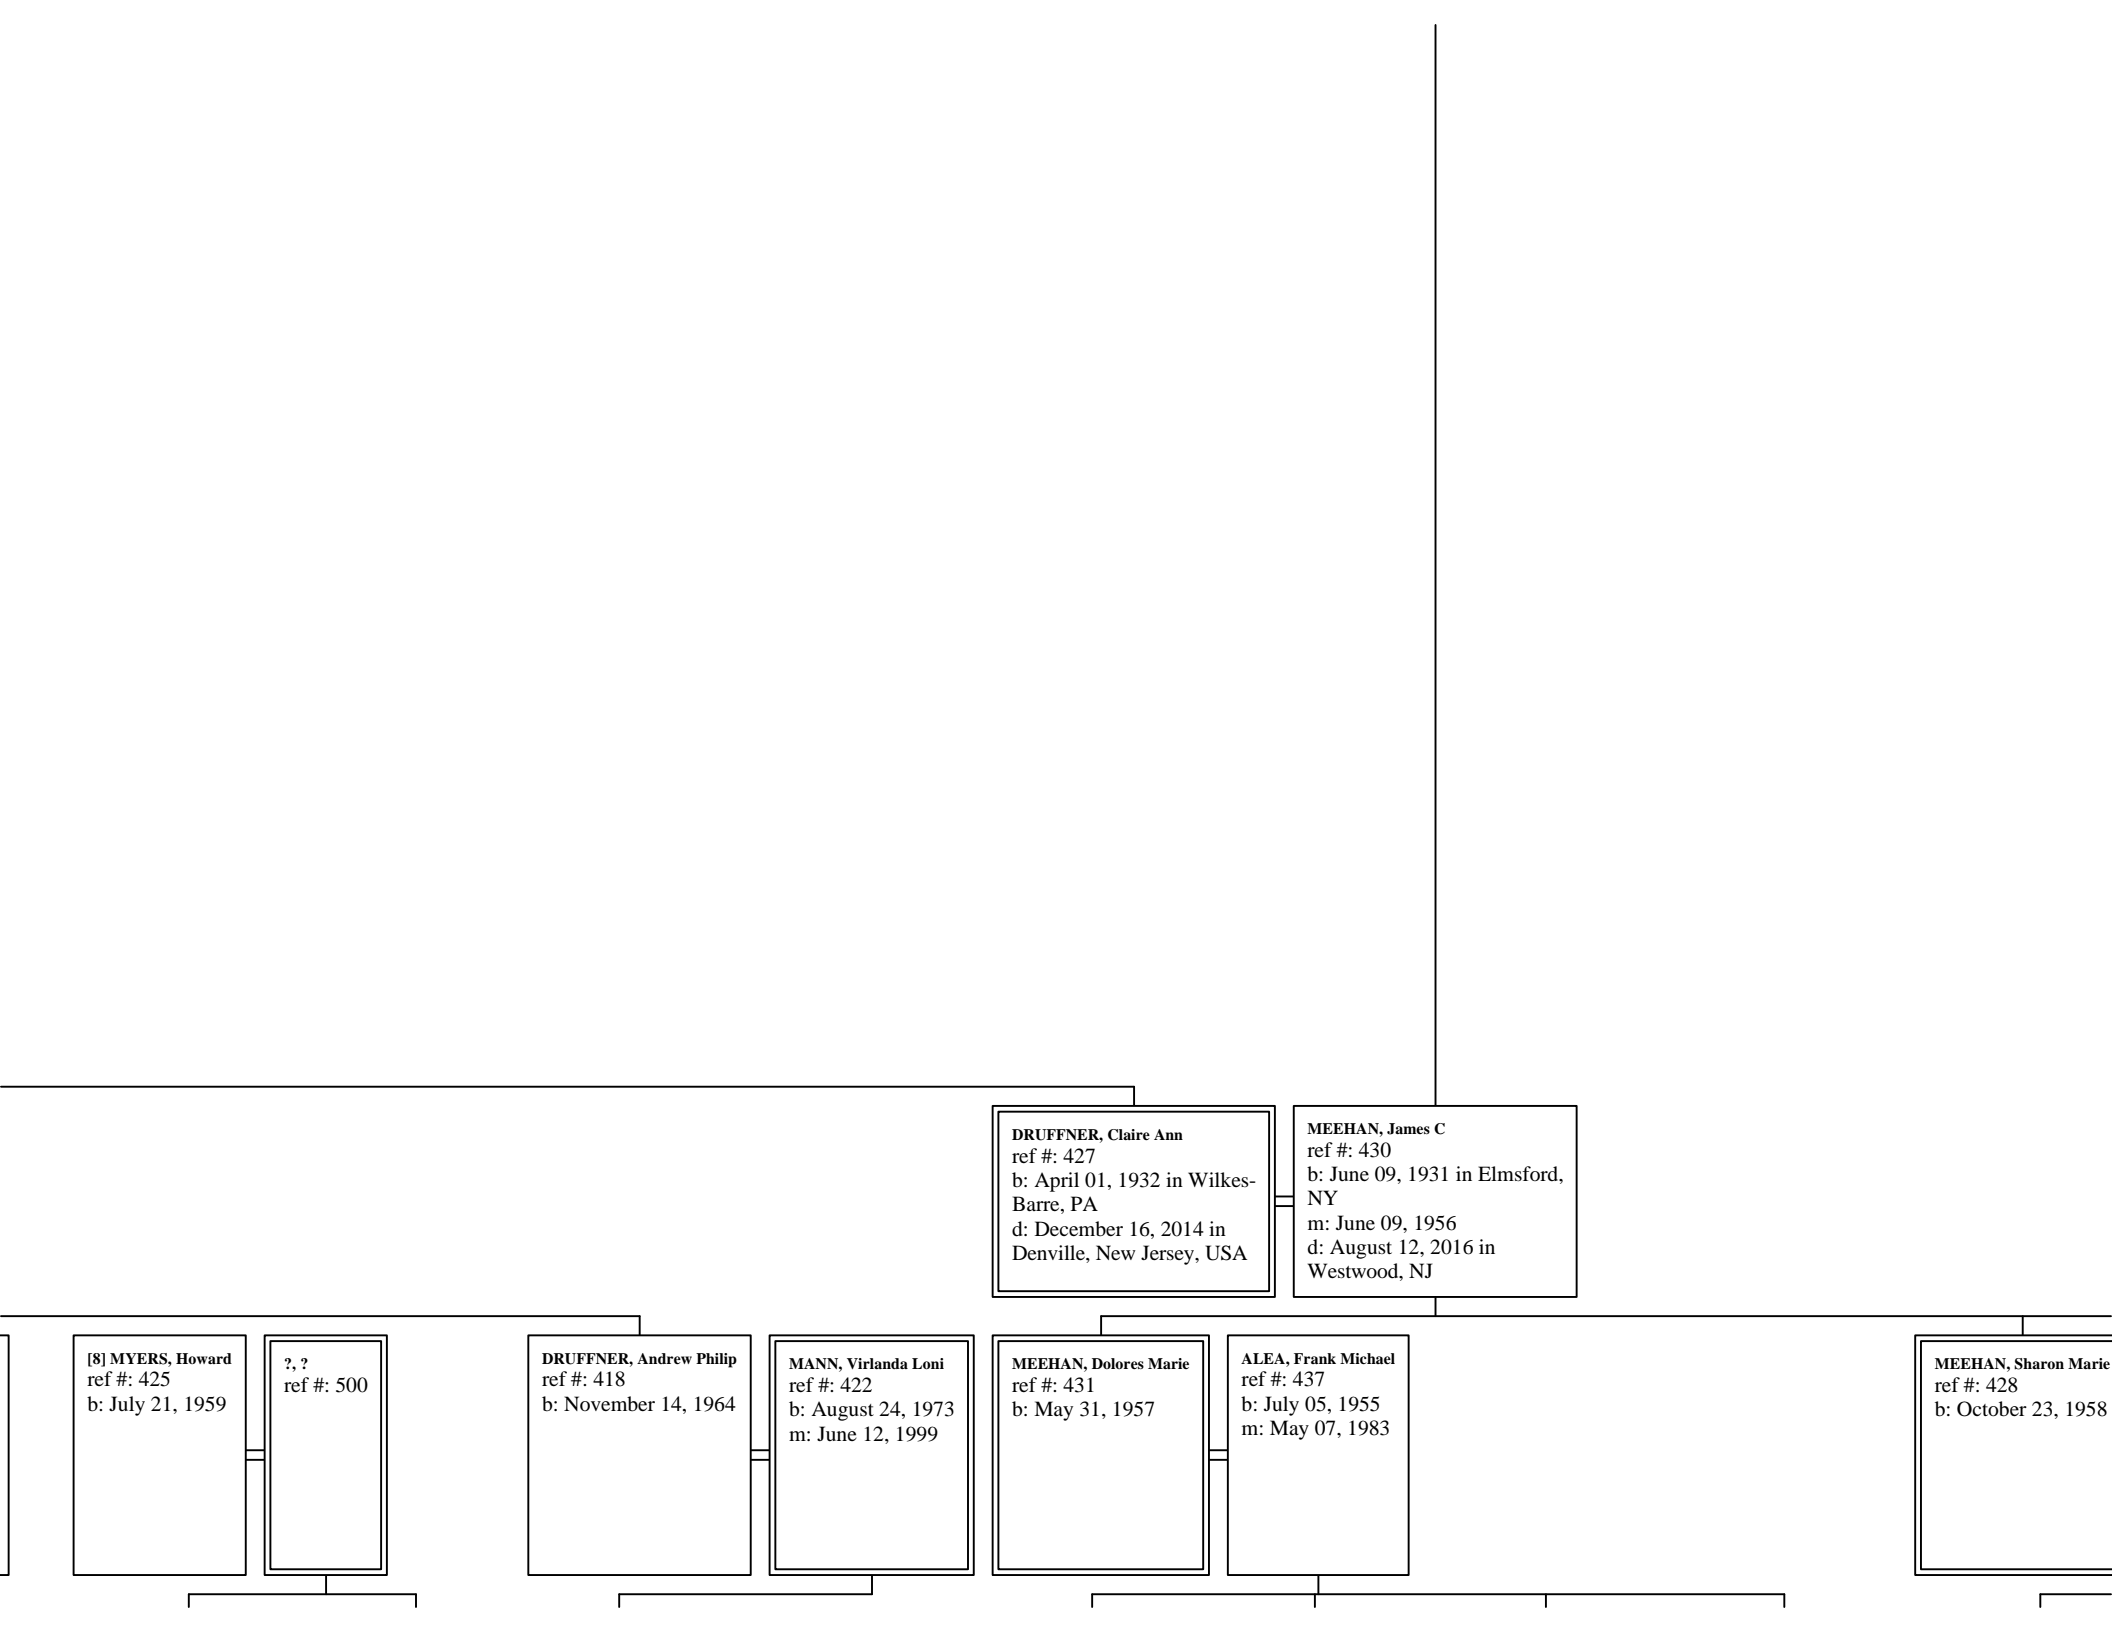 DRUFFNER, Claire Ann
ref #: 427
b: April 01, 1932 in Wilkes-
Barre, PA
d: December 16, 2014 in
Denville, New Jersey, USA
MEEHAN, James C
ref #: 430
b: June 09, 1931 in Elmsford,
NY
m: June 09, 1956
d: August 12, 2016 in
Westwood, NJ
[8] MYERS, Howard
ref #: 425
b: July 21, 1959
?, ?
ref #: 500
DRUFFNER, Andrew Philip
ref #: 418
b: November 14, 1964
MANN, Virlanda Loni
ref #: 422
b: August 24, 1973
m: June 12, 1999
MEEHAN, Dolores Marie
ref #: 431
b: May 31, 1957
ALEA, Frank Michael
ref #: 437
b: July 05, 1955
m: May 07, 1983
MEEHAN, Sharon Marie
ref #: 428
b: October 23, 1958